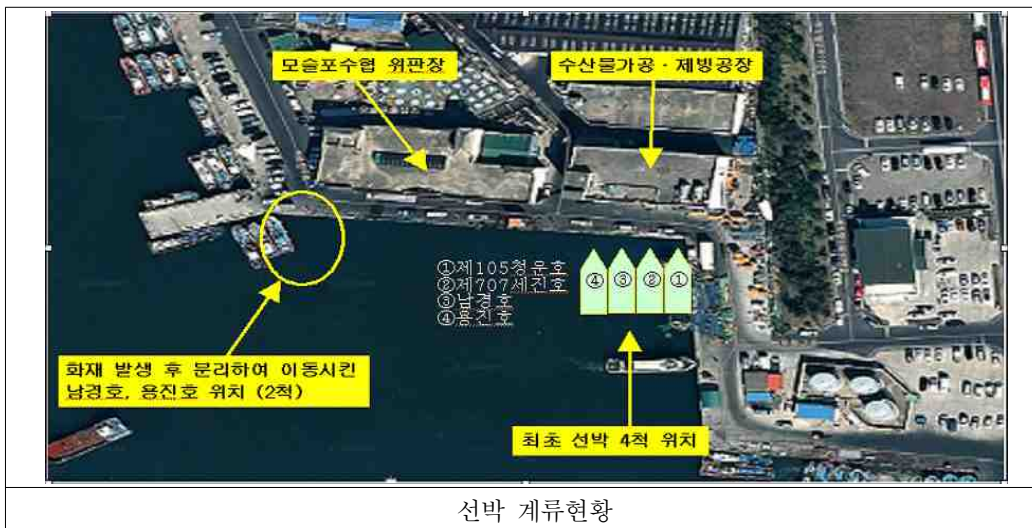 모슬포수협 위판장
수산물가공·제빙공장
①제105청운호
②제707세진호
③남경호
④용진호
④ ③ ② ①
화재 발생 후 분리하여 이동시킨
남경호, 용진호 위치 (2척)
최초 선박 4척 위치
선박 계류현황